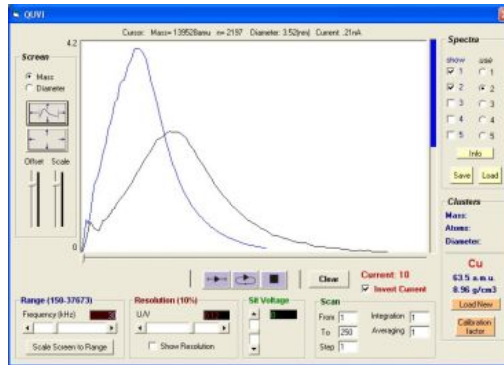 QUVI
Cursor: Mass= 139528amu n= 2197 Diameter: 3.52[nm] Current .21nA
4.2
0
Screen
Mass
Diameter
Offset Scale
Spectra
show use
1 1
2 2
3 3
4 4
5 5
Info
Save Load
Clusters
Mass:
Atoms:
Diameter:
Cu
63.5 a.m.u.
8.96 g/cm3
Load New
Calibration
factor
Clear
Current: 10
Invert Current
Range (150-37673)
Frequency (kHz)
Scale Screen to Range
Resolution (10%)
U/V
Show Resolution
Sit Voltage
Scan
From 1 Integration 1
To 250 Averaging 1
Step 1